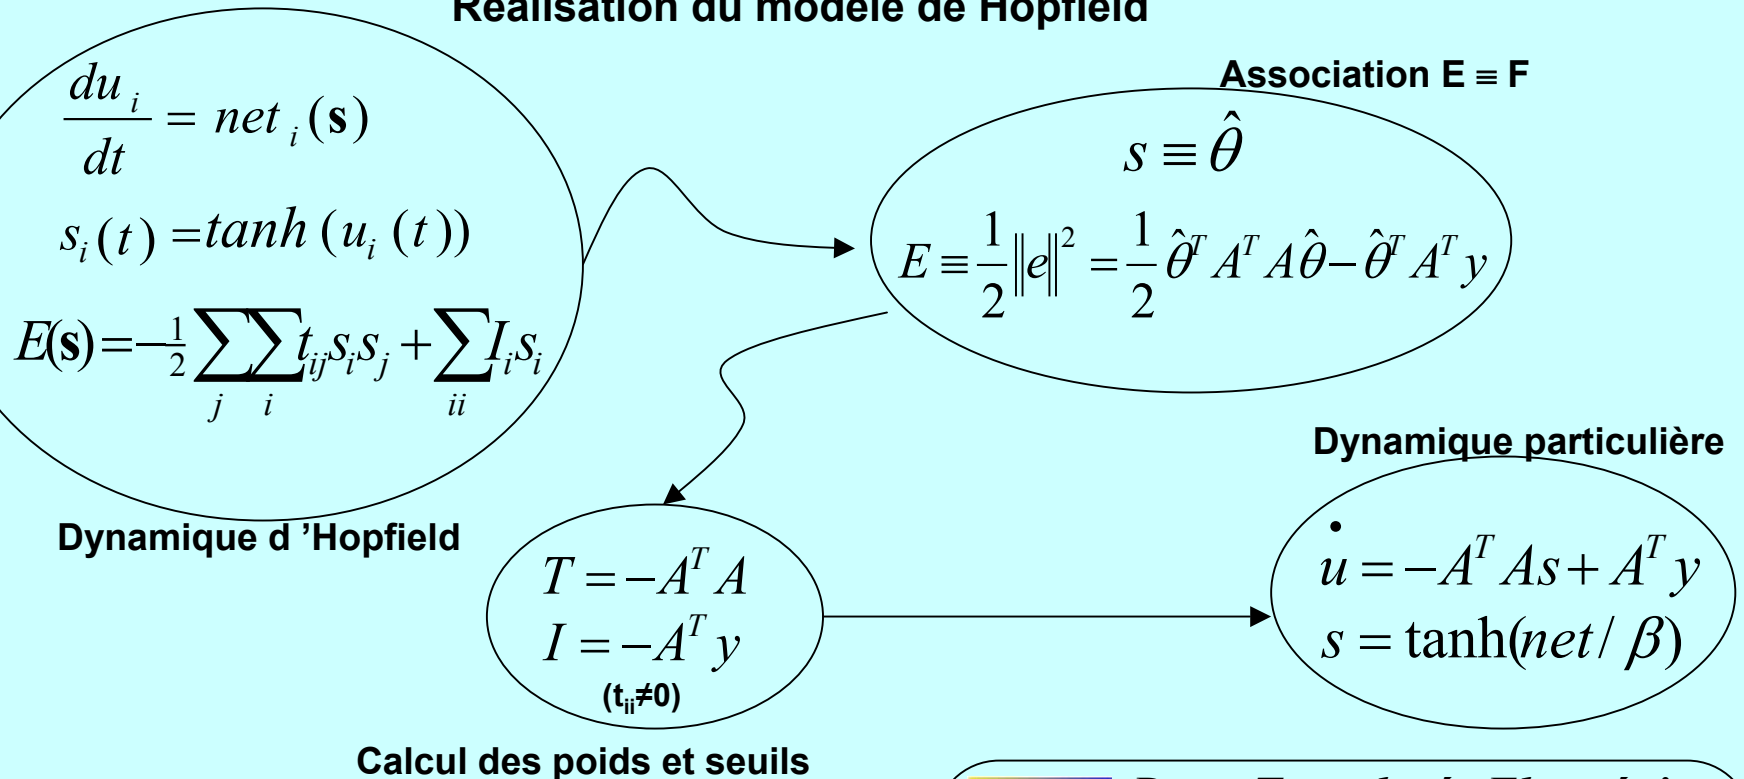 Réalisation du modèle de Hopfield
Association E ≡ F
du_i/dt = net_i(s)
s_i(t) = tanh(u_i(t))
E(s) = −½ ∑_j ∑_i t_ij s_i s_j + ∑_ii I_i s_i
Dynamique d ’Hopfield
s ≡ θ̂
E ≡ 1/2 ‖e‖² = 1/2 θ̂^T A^T A θ̂ − θ̂^T A^T y
T = −A^T A
I = −A^T y
(t_ii≠0)
Calcul des poids et seuils
Dynamique particulière
u̇ = −A^T As + A^T y
s = tanh(net / β)